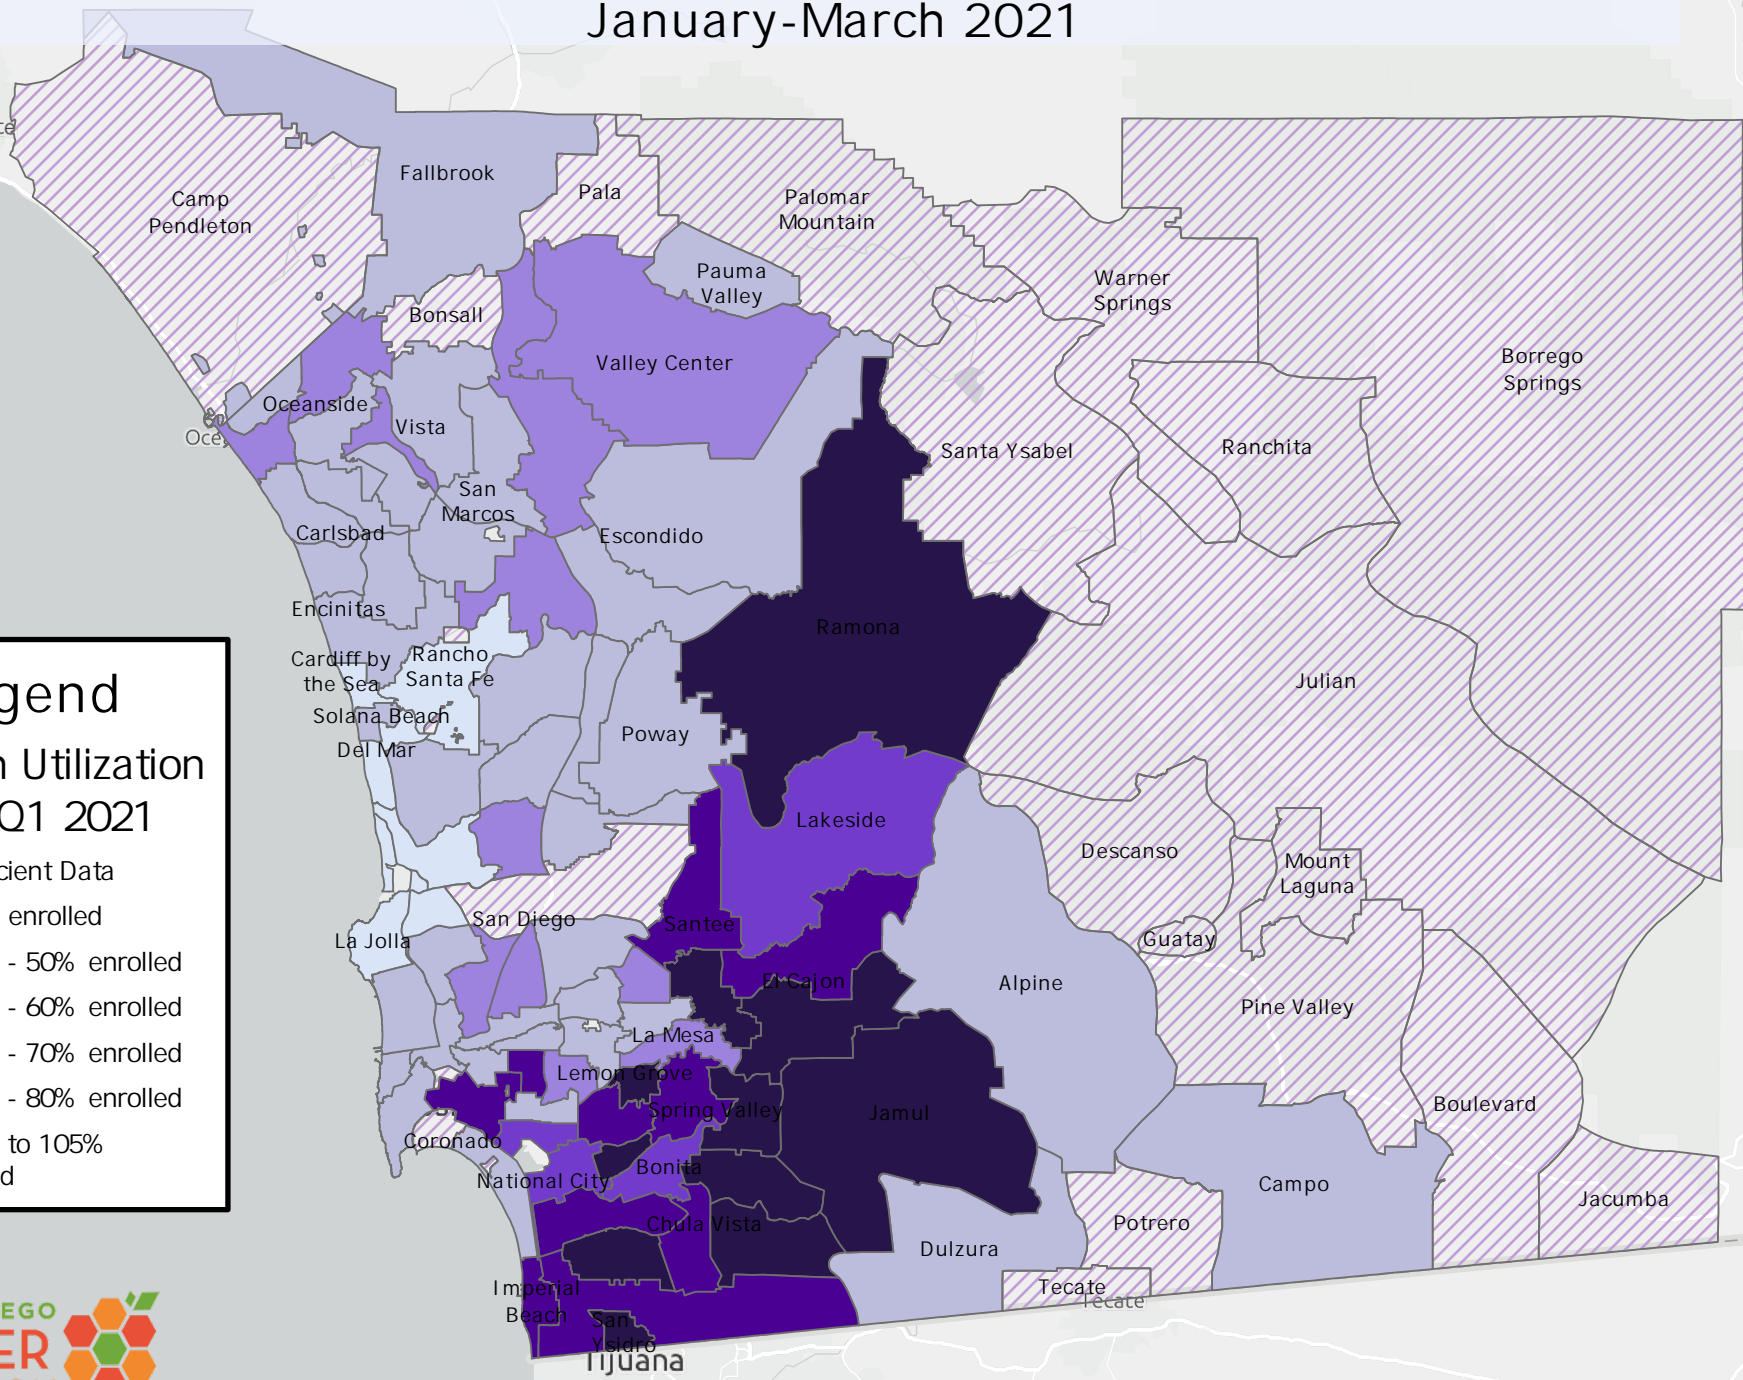 January-March 2021
Fallbrook
Camp
Pendleton
Pala
Palomar
Mountain
Pauma
Valley
Warner
Springs
Bonsall
Valley Center
Borrego
Springs
Oceanside
Vista
Santa Ysabel
Ranchita
San
Marcos
Carlsbad
Escondido
Encinitas
Ramona
Cardiff by
the Sea
Rancho
Santa Fe
Julian
Solana Beach
Del Mar
Poway
Lakeside
Descanso
Mount
Laguna
San Diego
Santee
La Jolla
Guatay
El Cajon
Alpine
Pine Valley
La Mesa
Lemon Grove
Spring Valley
Jamul
Boulevard
Coronado
National City
Bonita
Campo
Jacumba
Chula Vista
Potrero
Dulzura
Imperial
Beach
Tecate
Tecate
San
Ysidro
Tijuana
Utilization
Q1 2021
Data
enrolled
- 50% enrolled
- 60% enrolled
- 70% enrolled
- 80% enrolled
to 105%